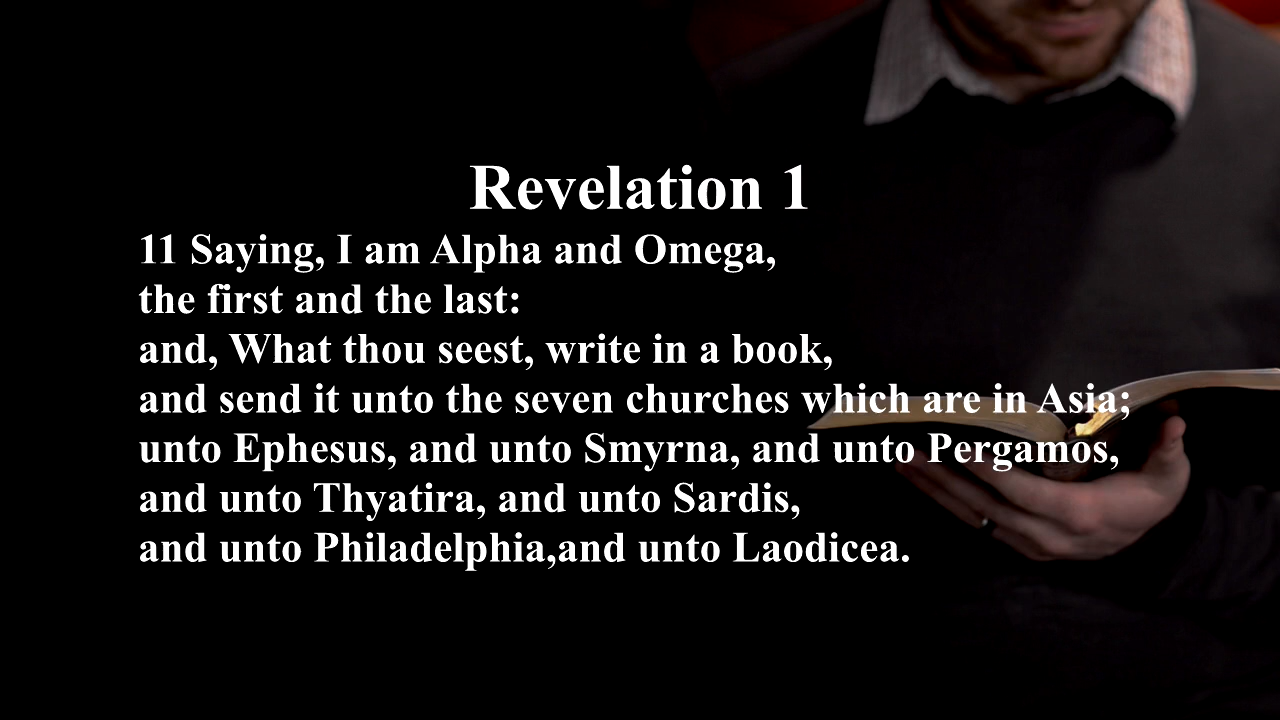 Revelation 1
11 Saying, I am Alpha and Omega,
the first and the last:
and, What thou seest, write in a book,
and send it unto the seven churches which are in Asia;
unto Ephesus, and unto Smyrna, and unto Pergamos,
and unto Thyatira, and unto Sardis,
and unto Philadelphia,and unto Laodicea.